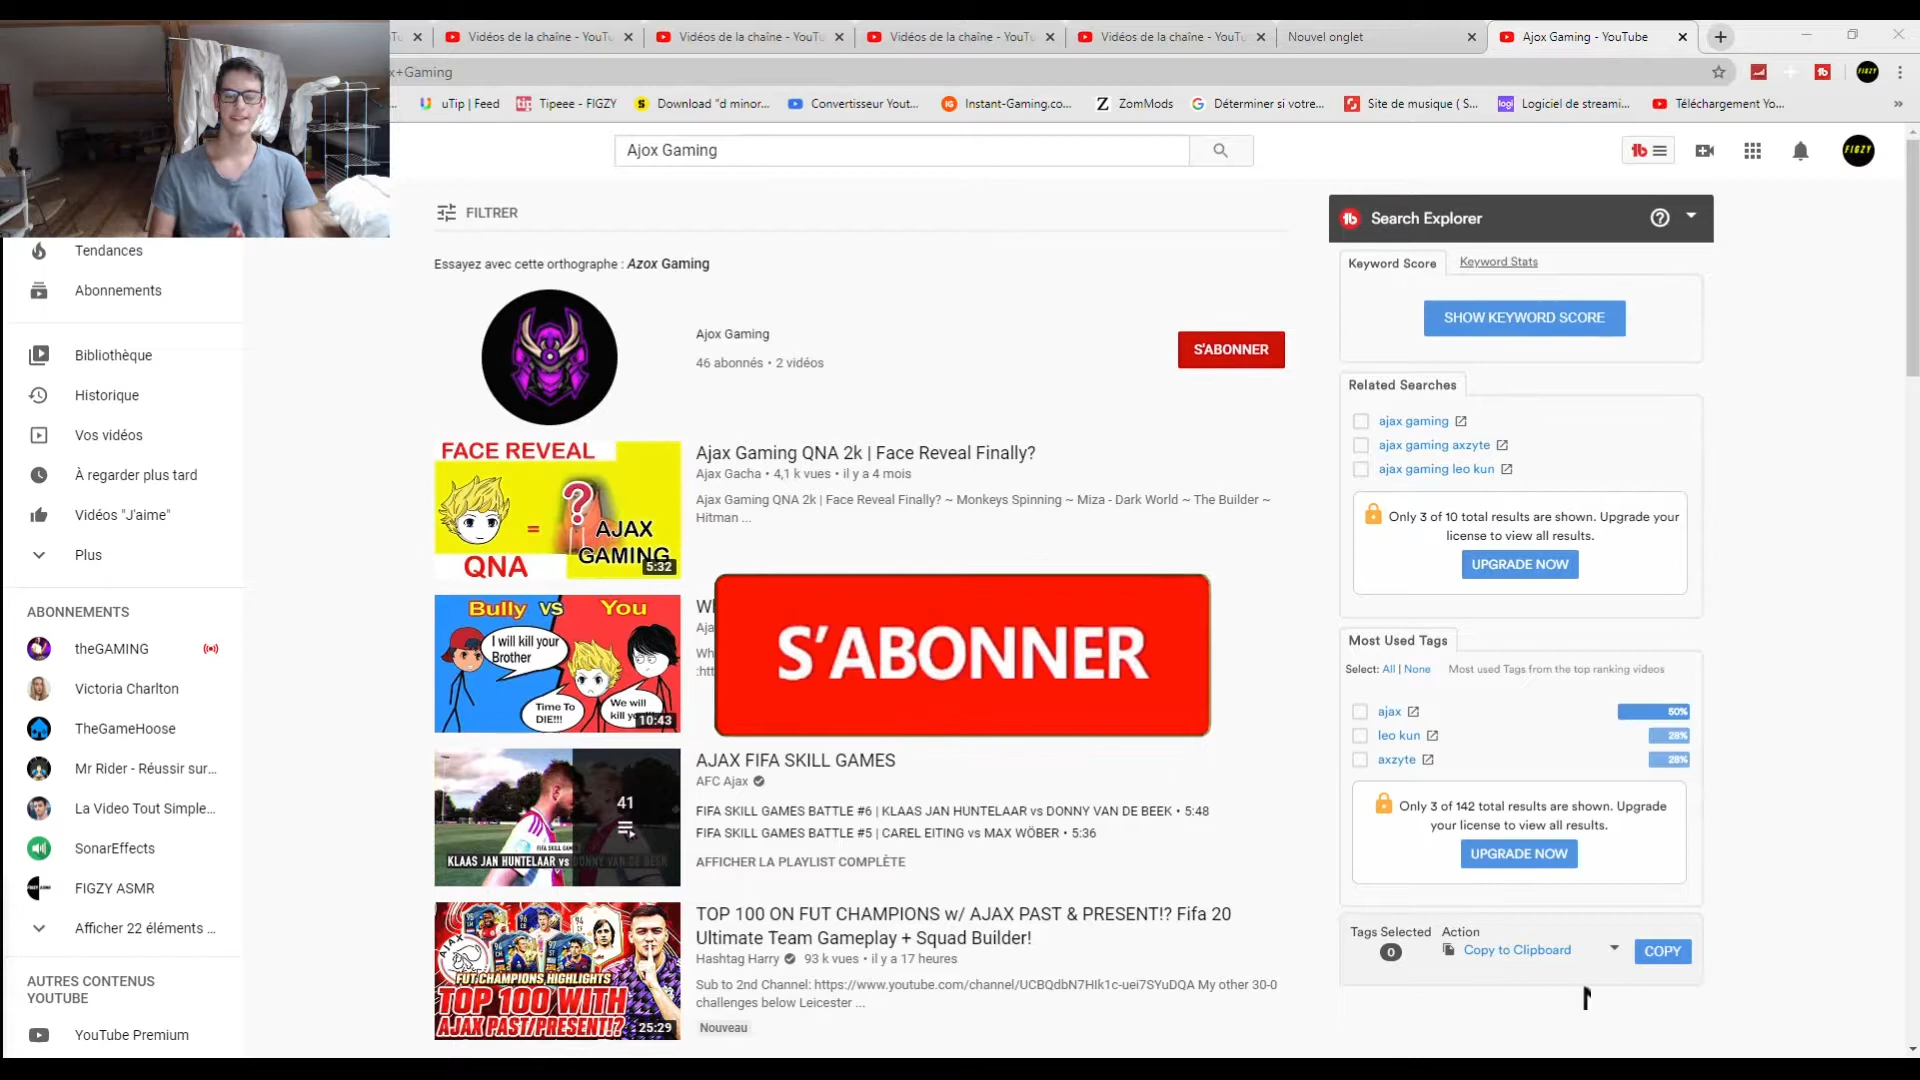 Vidéos de la chaîne - YouTu
Vidéos de la chaîne - YouTu
Vidéos de la chaîne - YouTu
Vidéos de la chaîne - YouTu
Nouvel onglet
Ajox Gaming - YouTube
x+Gaming
uTip | Feed
Tipeee - FIGZY
Download "d minor...
Convertisseur Yout...
Instant-Gaming.co...
ZomMods
Déterminer si votre...
Site de musique ( S...
Logiciel de streami...
Téléchargement Yo...
Ajox Gaming
FIGZY
FILTRER
Essayez avec cette orthographe : Azox Gaming
Ajox Gaming
46 abonnés • 2 vidéos
S'ABONNER
FACE REVEAL
=
?
AJAX
GAMING
QNA
5:32
Ajax Gaming QNA 2k | Face Reveal Finally?
Ajax Gacha • 4,1 k vues • il y a 4 mois
Ajax Gaming QNA 2k | Face Reveal Finally? ~ Monkeys Spinning ~ Miza - Dark World ~ The Builder ~
Hitman ...
Bully vs You
I will kill your
Brother
Time To
DIE!!!
We will
10:43
S'ABONNER
KLAAS JAN HUNTELAAR vs DONNY VAN DE BEEK
41
AJAX FIFA SKILL GAMES
AFC Ajax
FIFA SKILL GAMES BATTLE #6 | KLAAS JAN HUNTELAAR vs DONNY VAN DE BEEK • 5:48
FIFA SKILL GAMES BATTLE #5 | CAREL EITING vs MAX WÖBER • 5:36
AFFICHER LA PLAYLIST COMPLÈTE
FUT CHAMPIONS HIGHLIGHTS
TOP 100 WITH
AJAX PAST/PRESENT!?
25:29
TOP 100 ON FUT CHAMPIONS w/ AJAX PAST & PRESENT!? Fifa 20
Ultimate Team Gameplay + Squad Builder!
Hashtag Harry 93 k vues • il y a 17 heures
Sub to 2nd Channel: https://www.youtube.com/channel/UCBQdbN7HIk1c-uei7SYuDQA My other 30-0
challenges below Leicester ...
Nouveau
Tendances
Abonnements
Bibliothèque
Historique
Vos vidéos
À regarder plus tard
Vidéos "J'aime"
Plus
ABONNEMENTS
theGAMING
Victoria Charlton
TheGameHoose
Mr Rider - Réussir sur...
La Video Tout Simple...
SonarEffects
FIGZY ASMR
Afficher 22 éléments ...
AUTRES CONTENUS
YOUTUBE
YouTube Premium
Search Explorer
Keyword Score
Keyword Stats
SHOW KEYWORD SCORE
Related Searches
ajax gaming
ajax gaming axzyte
ajax gaming leo kun
Only 3 of 10 total results are shown. Upgrade your
license to view all results.
UPGRADE NOW
Most Used Tags
Select: All | None Most used Tags from the top ranking videos
ajax 50%
leo kun 28%
axzyte 28%
Only 3 of 142 total results are shown. Upgrade
your license to view all results.
UPGRADE NOW
Tags Selected
0
Action
Copy to Clipboard
COPY